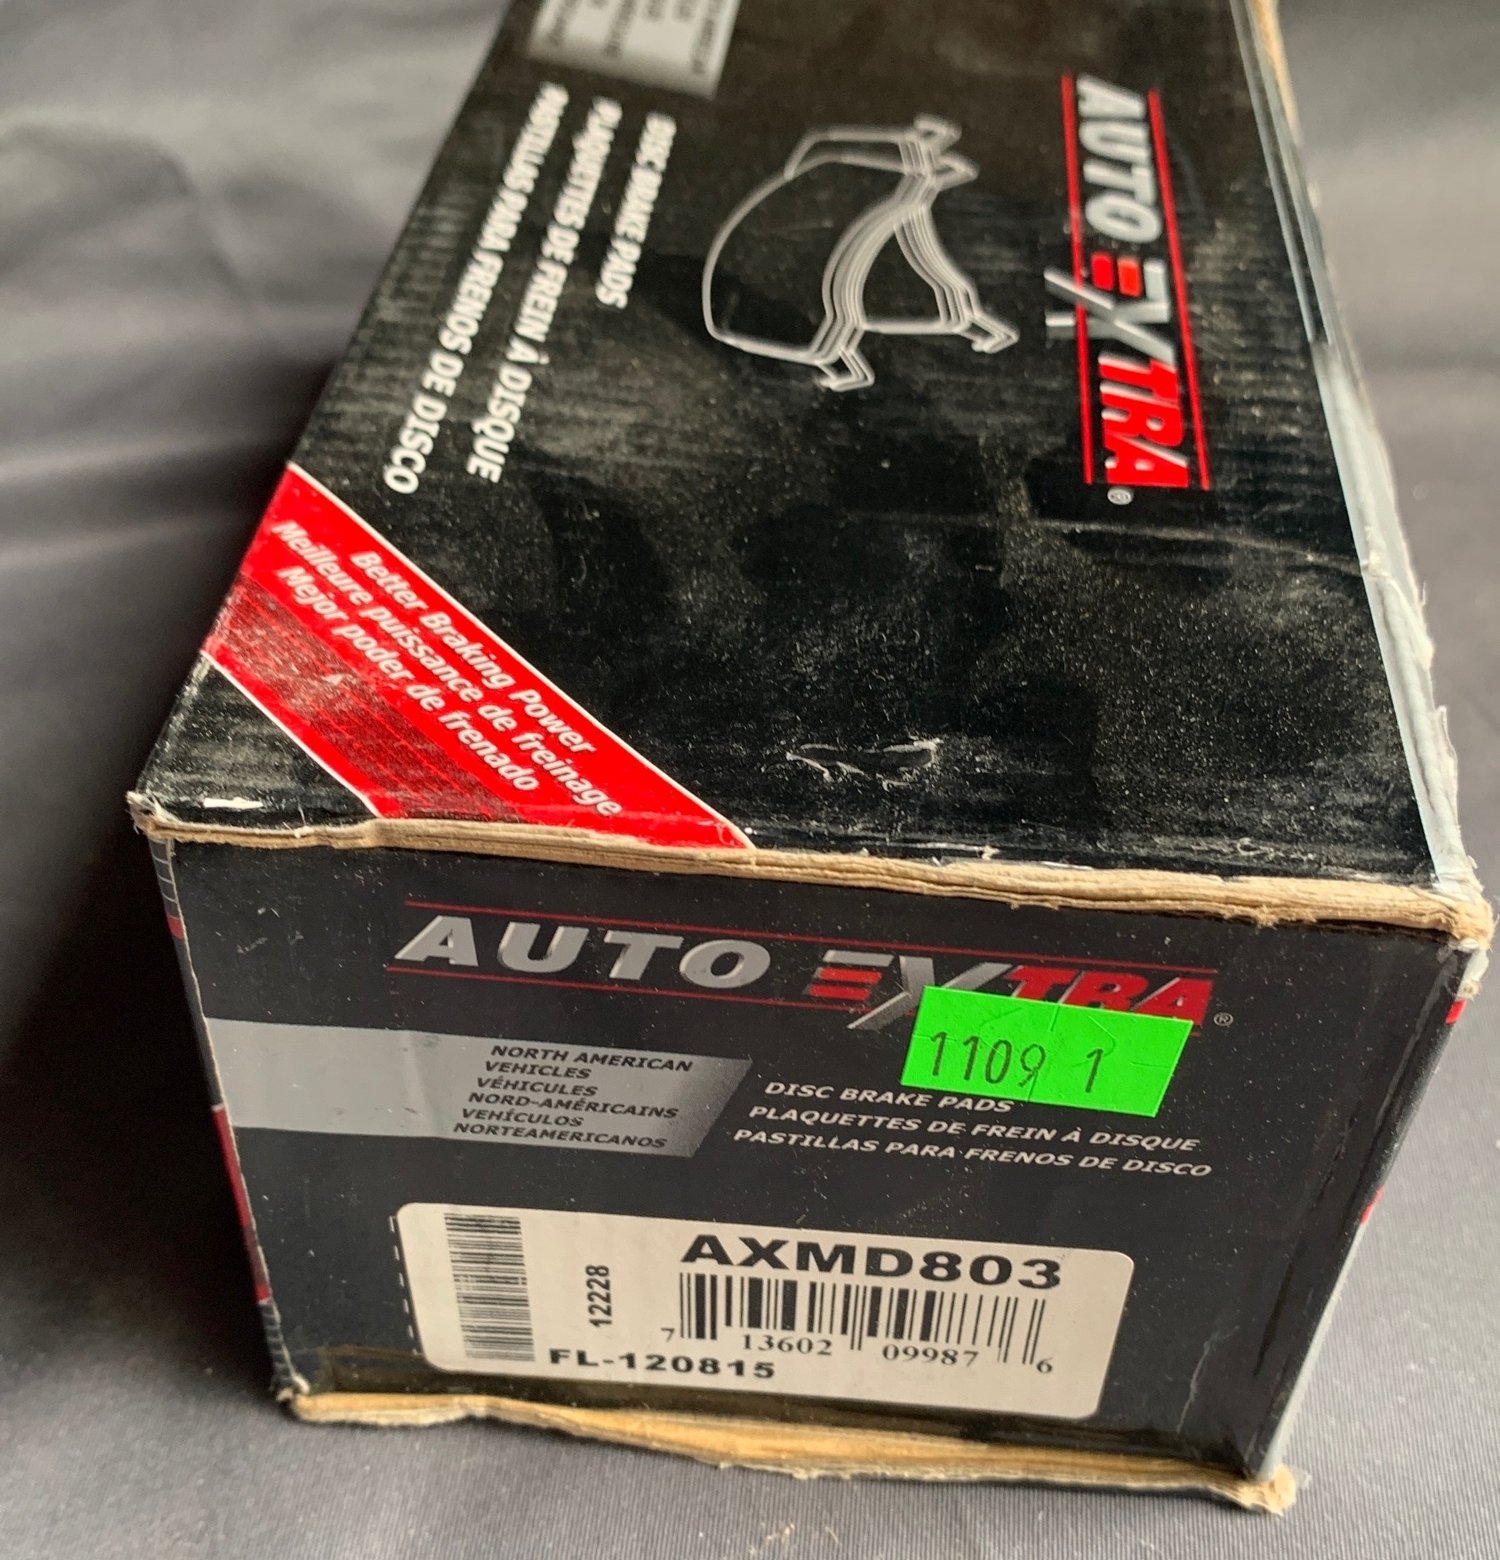 AUTO EXTRA®
DISC BRAKE PADS
PLAQUETTES DE FREIN À DISQUE
PASTILLAS PARA FRENOS DE DISCO
Better Braking Power
Meilleure puissance de freinage
Mejor poder de frenado
AUTO EXTRA®
1109 1
NORTH AMERICAN
VEHICLES
VÉHICULES
NORD-AMÉRICAINS
VEHÍCULOS
NORTEAMERICANOS
DISC BRAKE PADS
PLAQUETTES DE FREIN À DISQUE
PASTILLAS PARA FRENOS DE DISCO
AXMD803
12228
7 13602 09987 6
FL-120815